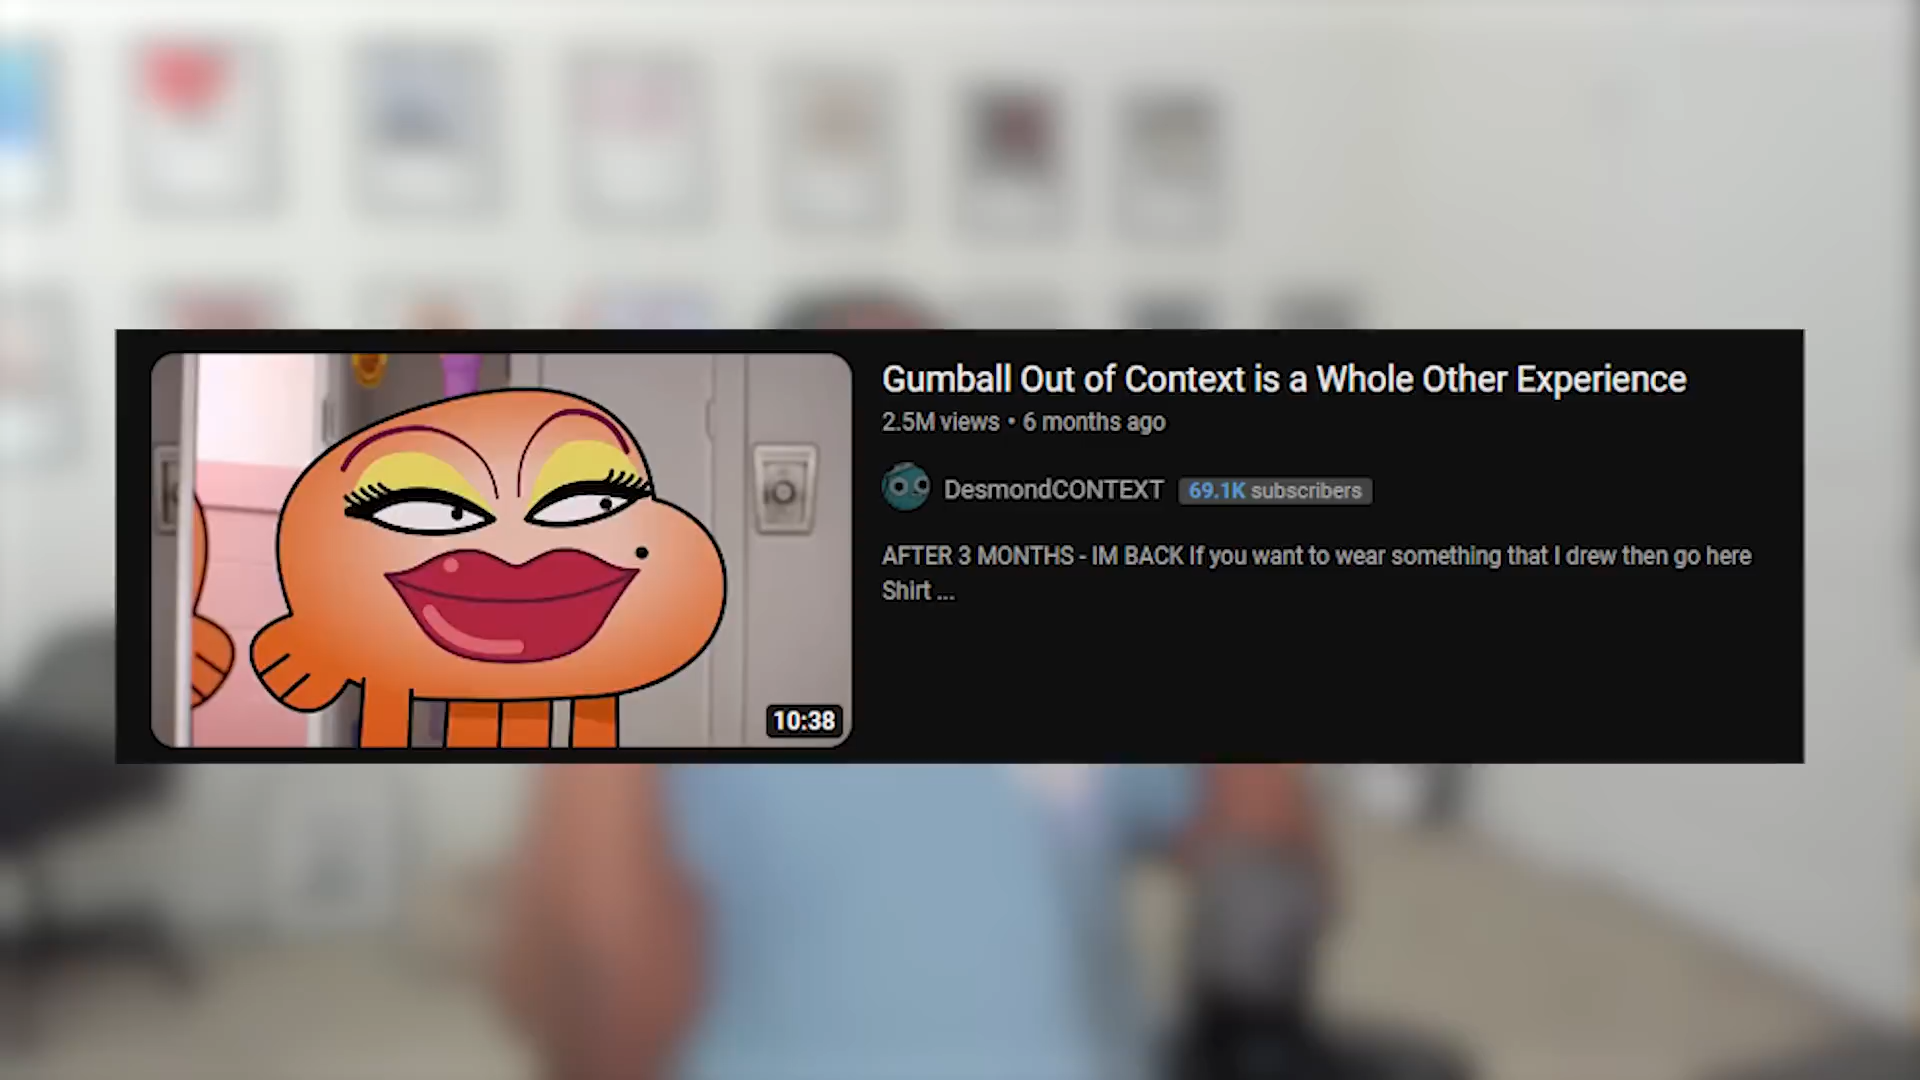 Gumball Out of Context is a Whole Other Experience
2.5M views • 6 months ago
DesmondCONTEXT 69.1K subscribers
AFTER 3 MONTHS - IM BACK If you want to wear something that I drew then go here
Shirt ...
10:38